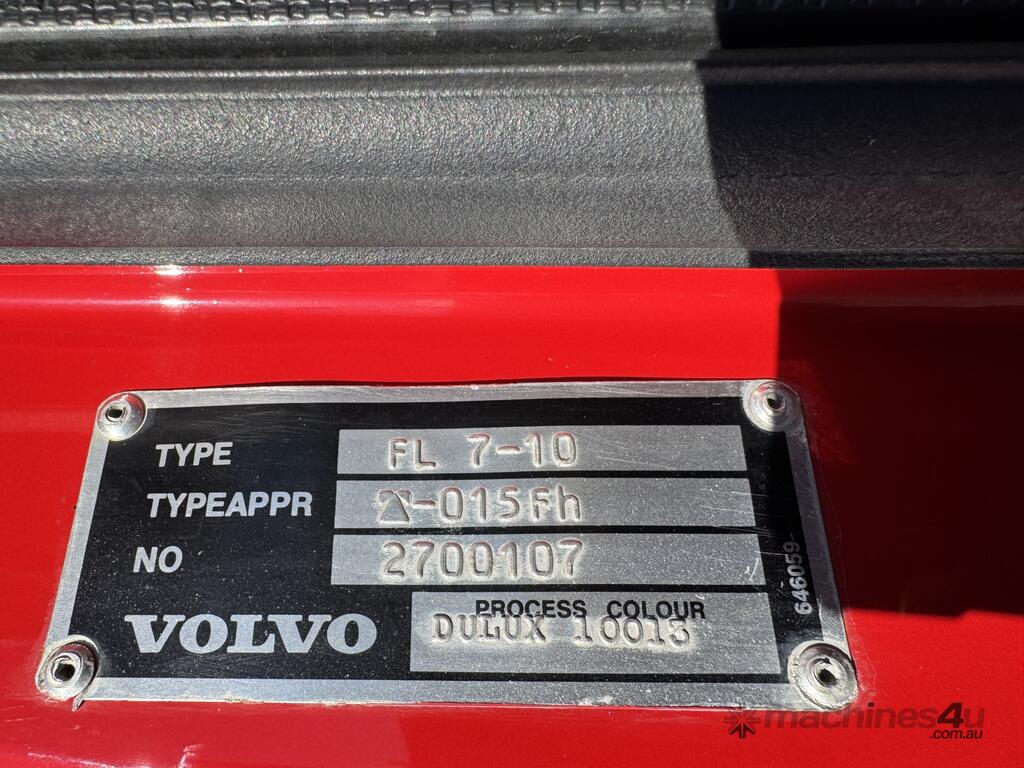 TYPE FL 7-10
TYPEAPPR -015Fh
NO 2700107
646059
PROCESS COLOUR
VOLVO DULUX 10013
machines4u
.com.au